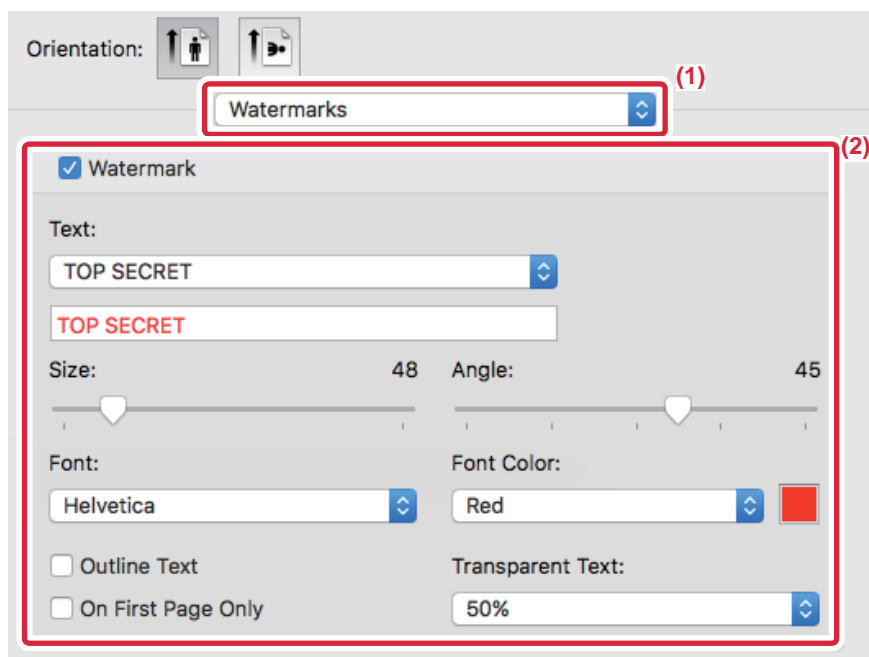 Orientation:
(1)
Watermarks
(2)
Watermark
Text:
TOP SECRET
TOP SECRET
Size: 48 Angle: 45
Font: Font Color:
Helvetica Red
Outline Text Transparent Text:
On First Page Only 50%